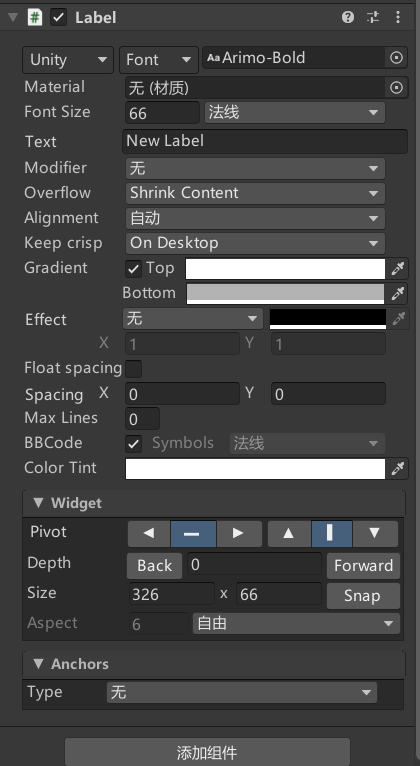 Label
Unity Font Aa Arimo-Bold
Material 无 (材质)
Font Size 66 法线
Text New Label
Modifier 无
Overflow Shrink Content
Alignment 自动
Keep crisp On Desktop
Gradient Top
Bottom
Effect 无
X 1 Y 1
Float spacing
Spacing X 0 Y 0
Max Lines 0
BBCode Symbols 法线
Color Tint
Widget
Pivot
Depth Back 0 Forward
Size 326 x 66 Snap
Aspect 6 自由
Anchors
Type 无
添加组件